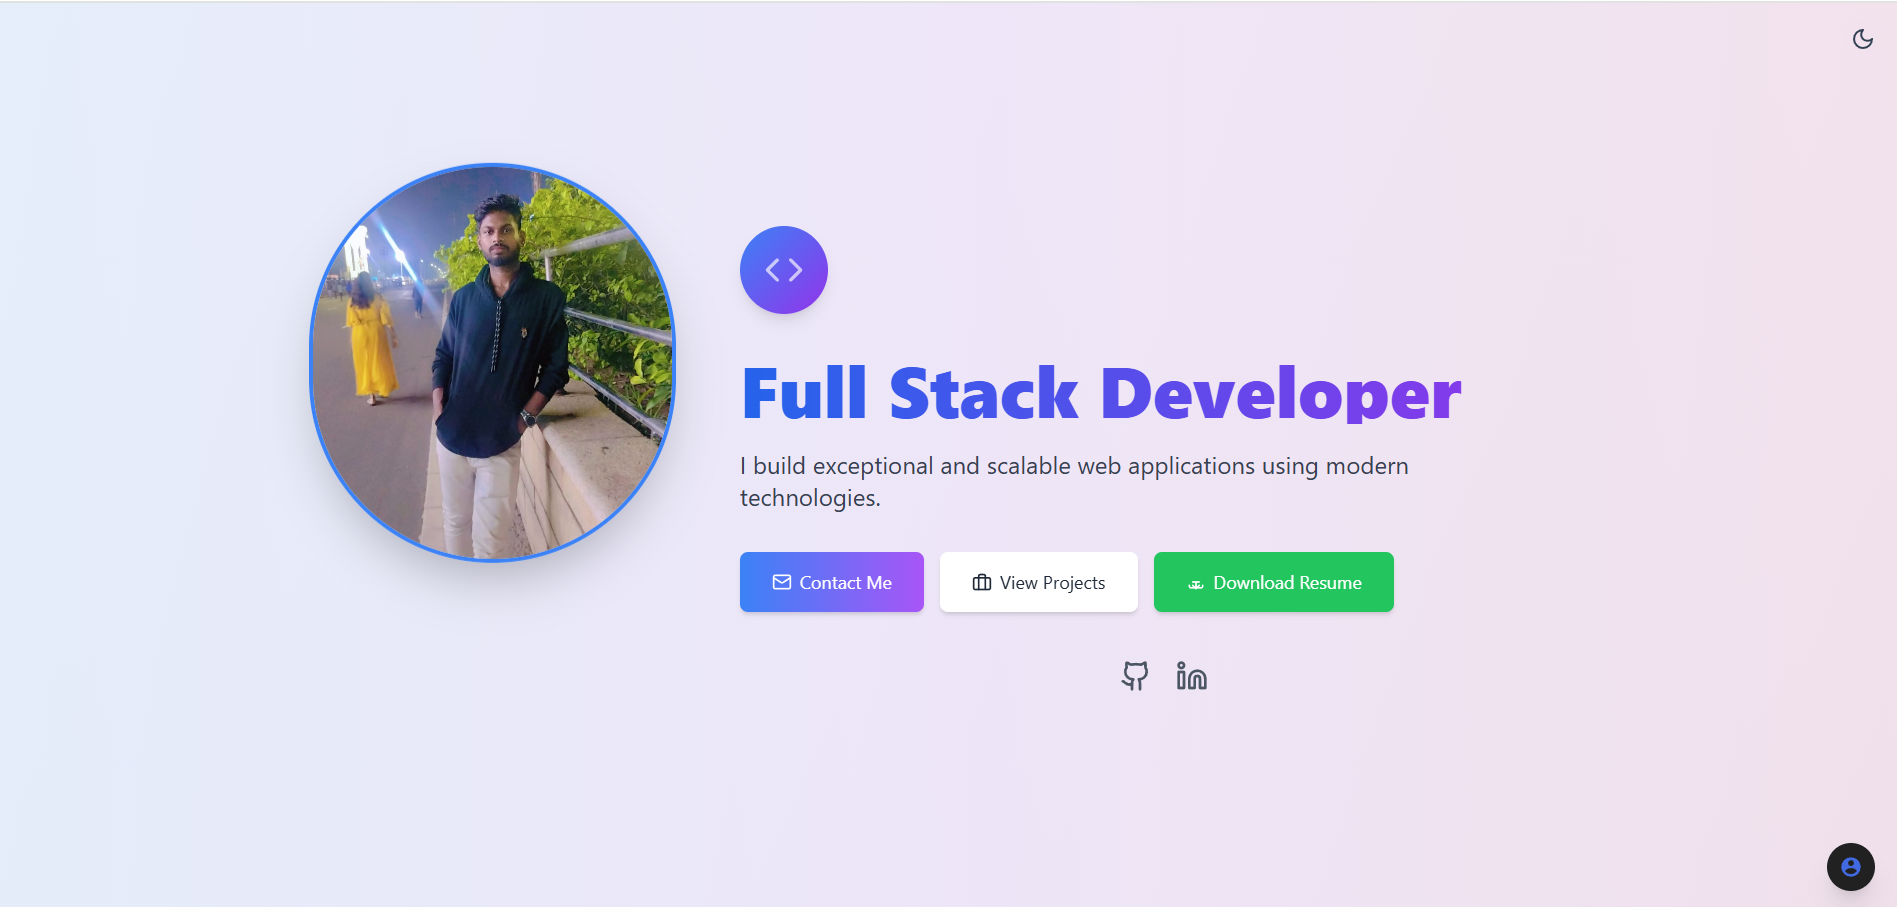 Full Stack Developer
I build exceptional and scalable web applications using modern
technologies.
Contact Me
View Projects
Download Resume